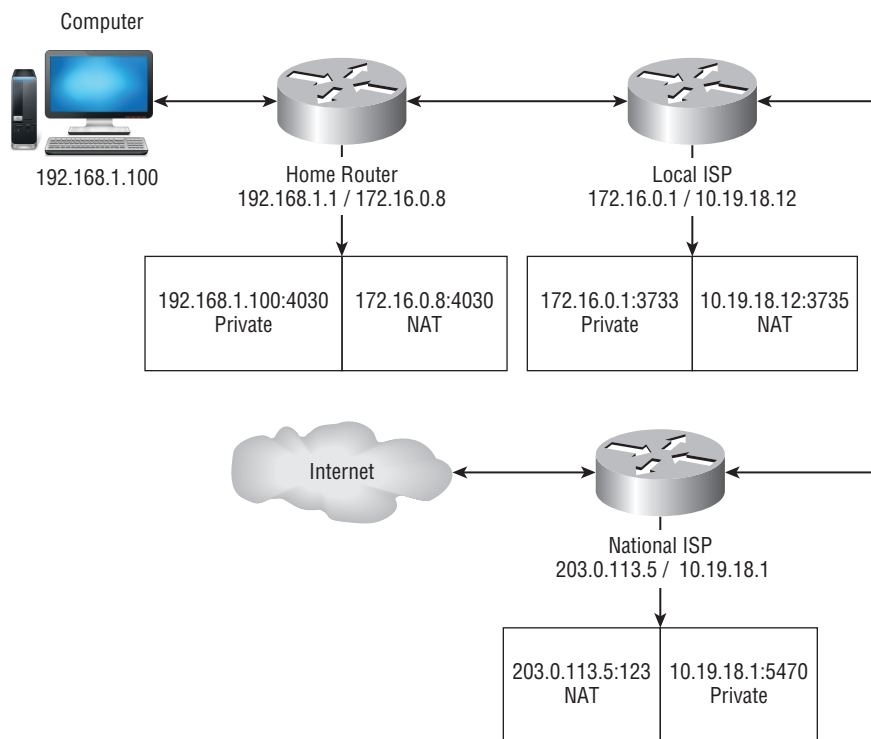 Computer
192.168.1.100
Home Router
192.168.1.1 / 172.16.0.8
Local ISP
172.16.0.1 / 10.19.18.12
192.168.1.100:4030
Private
172.16.0.8:4030
NAT
172.16.0.1:3733
Private
10.19.18.12:3735
NAT
Internet
National ISP
203.0.113.5 / 10.19.18.1
203.0.113.5:123
NAT
10.19.18.1:5470
Private